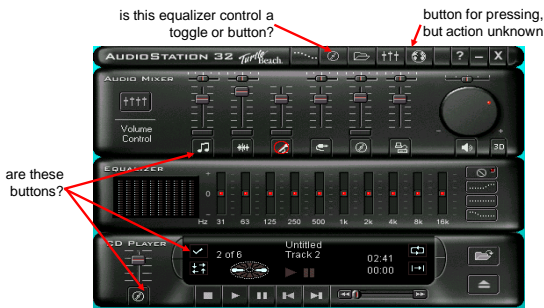 is this equalizer control a
toggle or button?
button for pressing,
but action unknown
AUDIOSTATION 32 Turtle Beach
? – X
AUDIO MIXER
Volume
Control
3D
are these
buttons?
EQUALIZER
+
0
–
Hz 31 63 125 250 500 1k 2k 4k 8k 16k
CD PLAYER
2 of 6
Untitled
Track 2
02:41
00:00